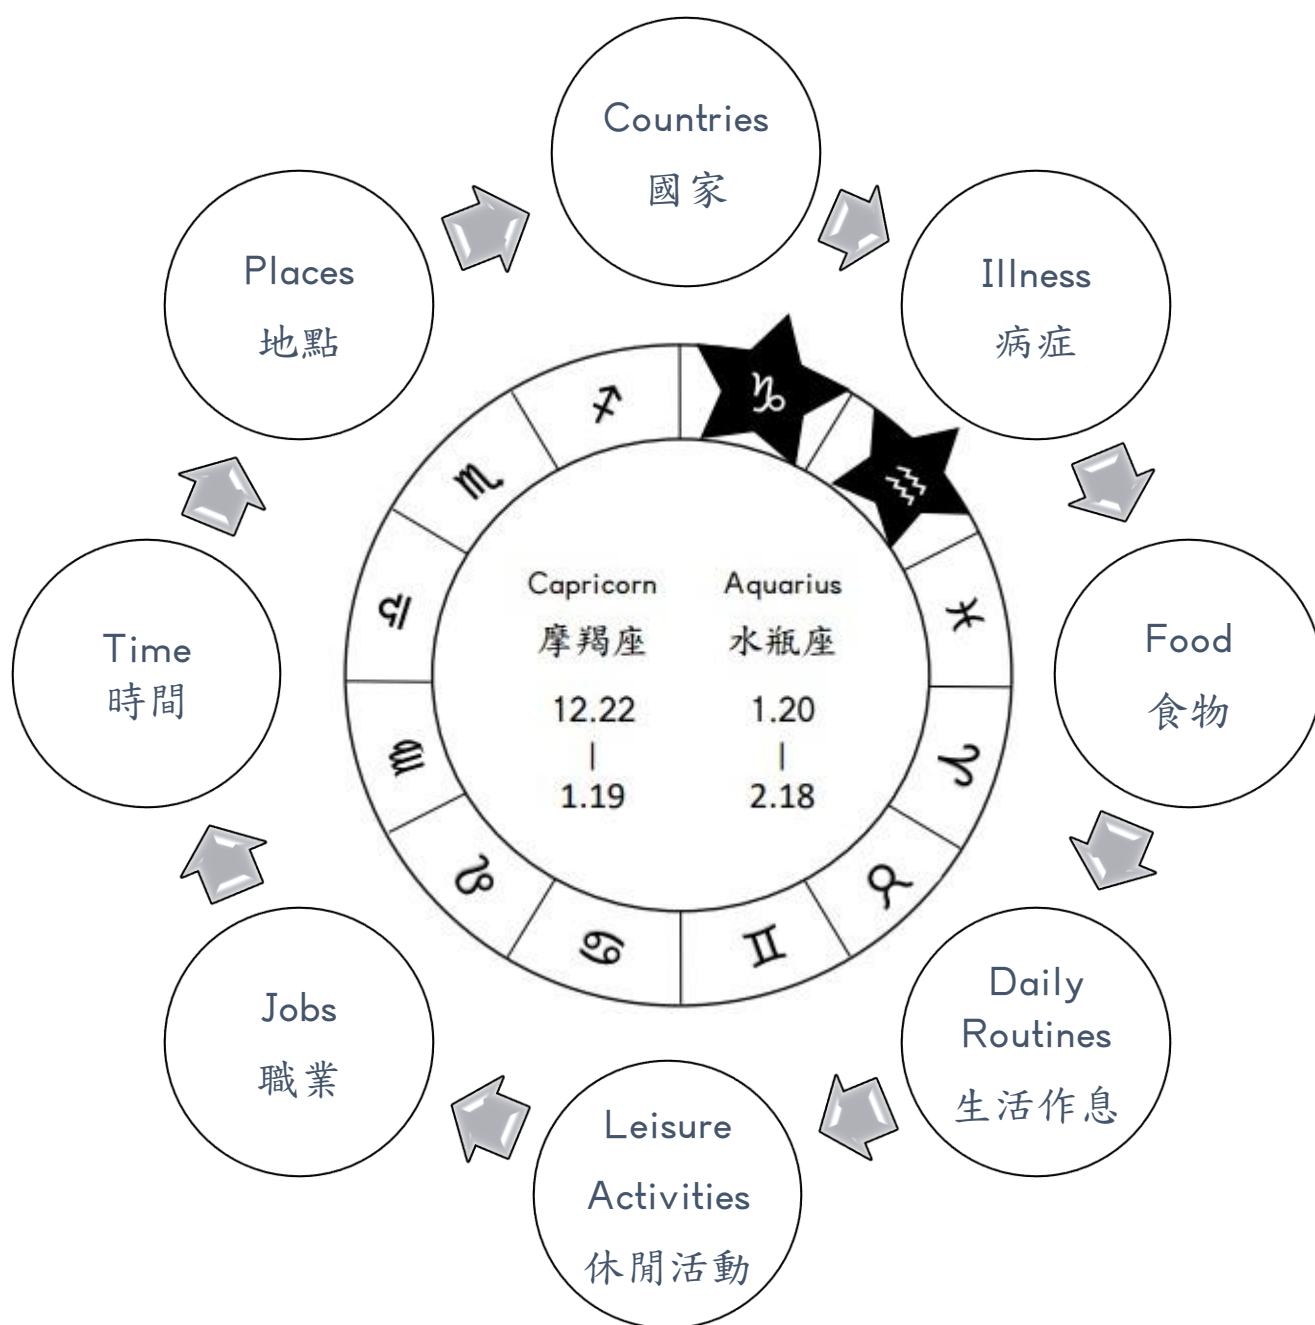 Countries
國家
Illness
病症
Food
食物
Daily
Routines
生活作息
Leisure
Activities
休閒活動
Jobs
職業
Time
時間
Places
地點
Capricorn
摩羯座
12.22
|
1.19
Aquarius
水瓶座
1.20
|
2.18
♑
♒
♓
♈
♉
♊
♋
♌
♍
♎
♏
♐